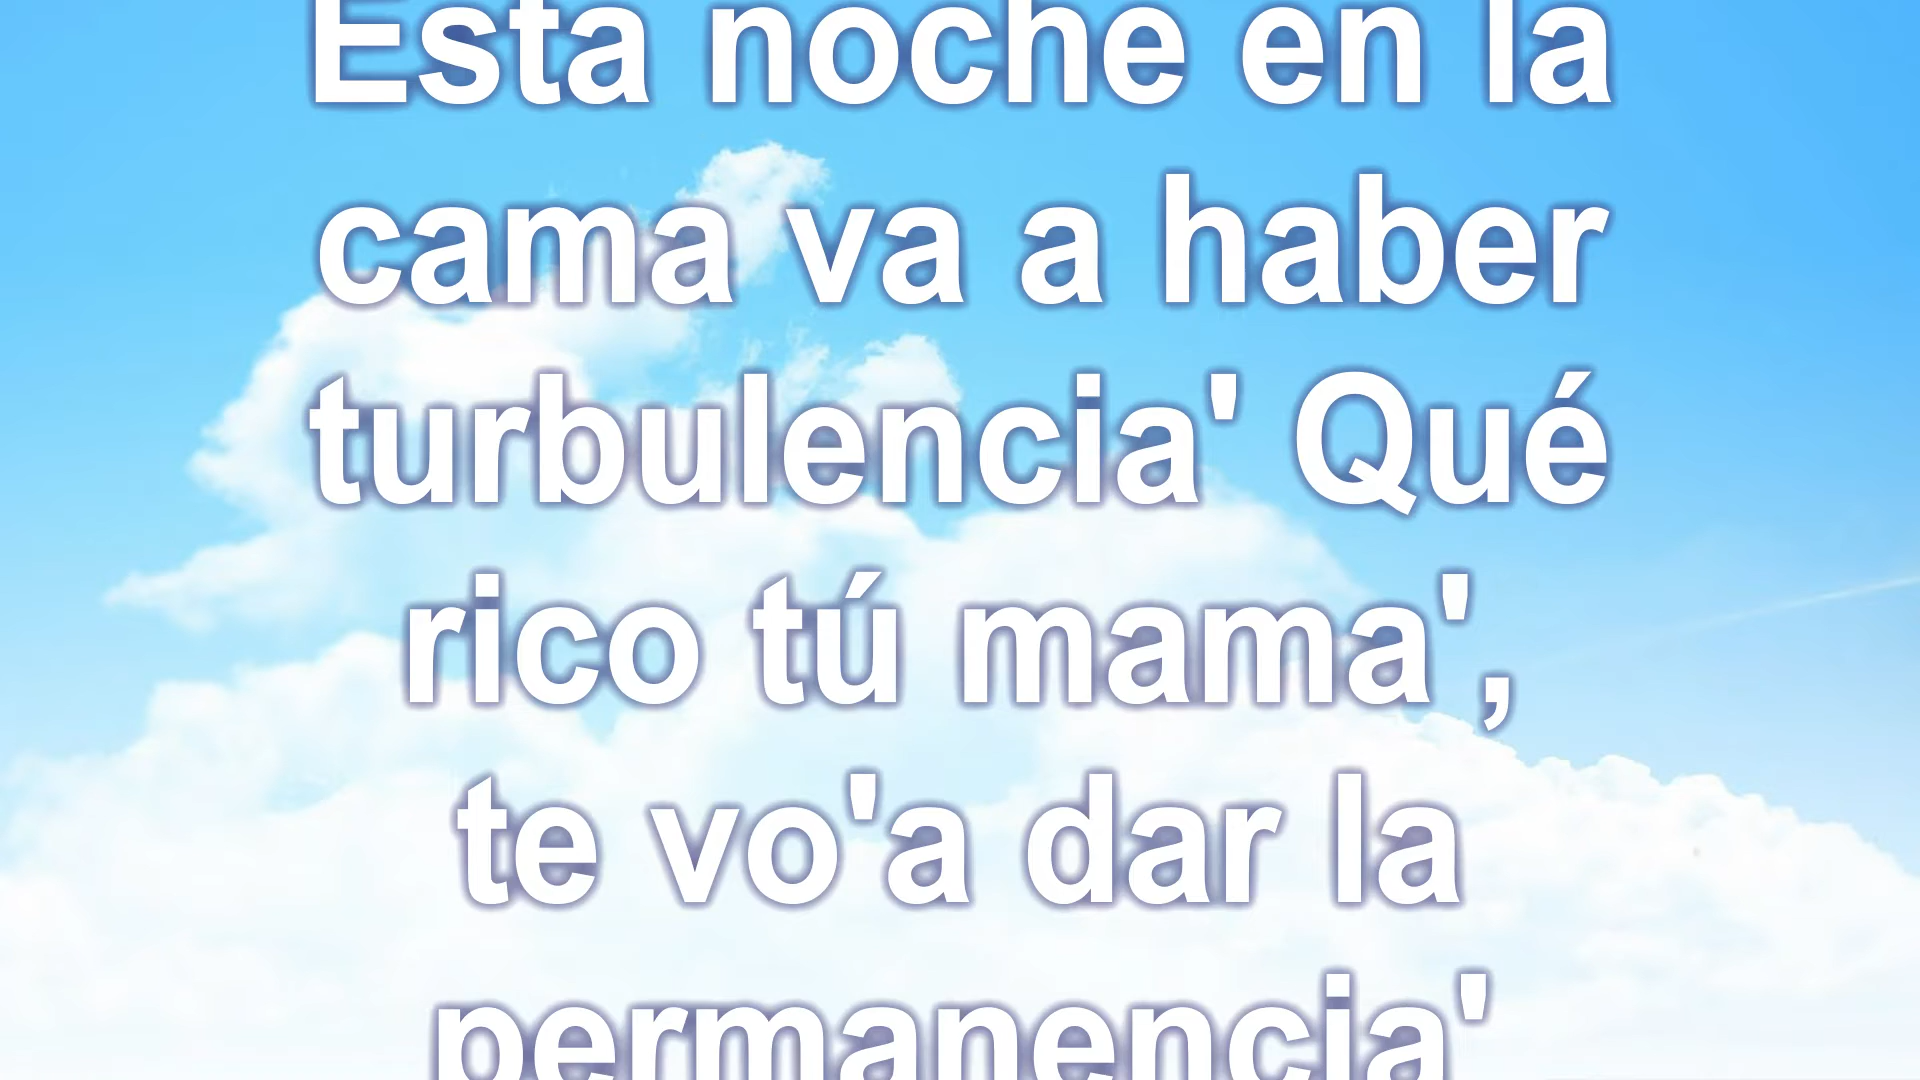 Esta noche en la
cama va a haber
turbulencia' Qué
rico tú mama',
te vo'a dar la
permanencia'